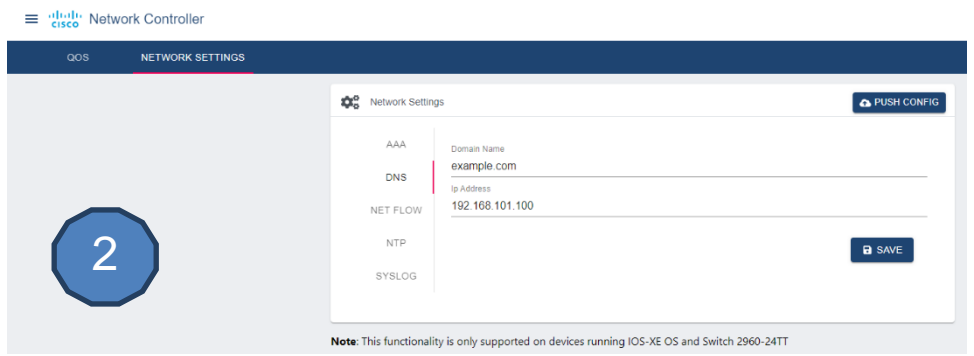 CISCO Network Controller
QOS NETWORK SETTINGS
Network Settings
PUSH CONFIG
AAA
DNS
NET FLOW
NTP
SYSLOG
Domain Name
example.com
Ip Address
192.168.101.100
SAVE
2
Note: This functionality is only supported on devices running IOS-XE OS and Switch 2960-24TT